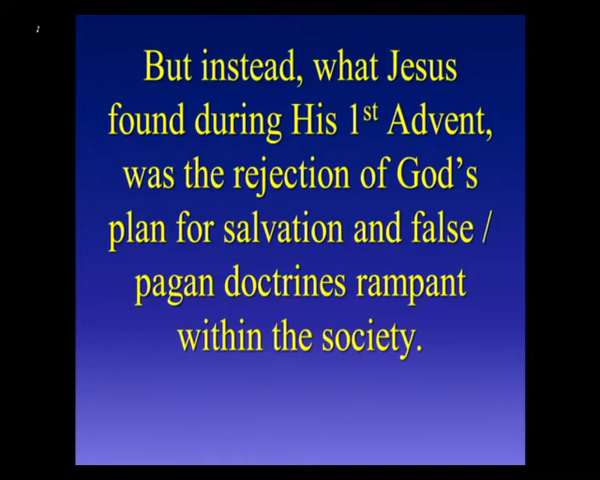 But instead, what Jesus
found during His 1st Advent,
was the rejection of God's
plan for salvation and false /
pagan doctrines rampant
within the society.